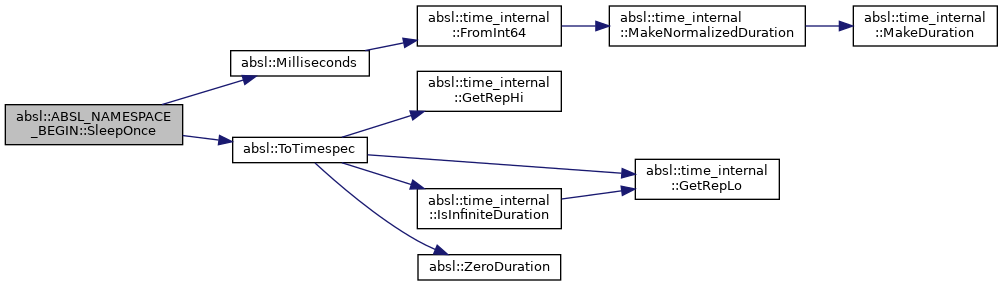 absl::time_internal
::FromInt64
absl::time_internal
::MakeNormalizedDuration
absl::time_internal
::MakeDuration
absl::Milliseconds
absl::time_internal
::GetRepHi
absl::ABSL_NAMESPACE
_BEGIN::SleepOnce
absl::ToTimespec
absl::time_internal
::GetRepLo
absl::time_internal
::IsInfiniteDuration
absl::ZeroDuration